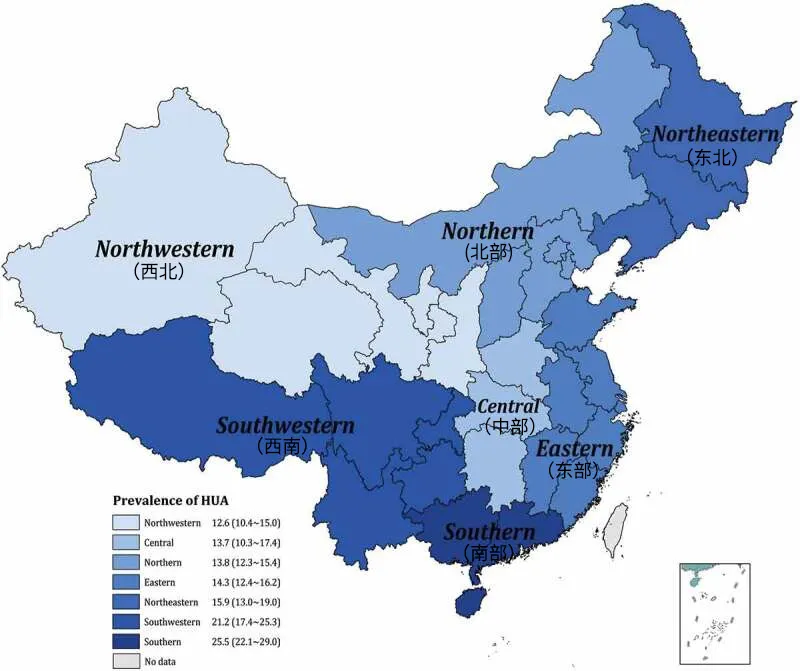 Northeastern
（东北）
Northern
（北部）
Northwestern
（西北）
Central
（中部）
Southwestern
（西南）
Eastern
（东部）
Southern
（南部）
Prevalence of HUA
Northwestern 12.6 (10.4~15.0)
Central 13.7 (10.3~17.4)
Northern 13.8 (12.3~15.4)
Eastern 14.3 (12.4~16.2)
Northeastern 15.9 (13.0~19.0)
Southwestern 21.2 (17.4~25.3)
Southern 25.5 (22.1~29.0)
No data